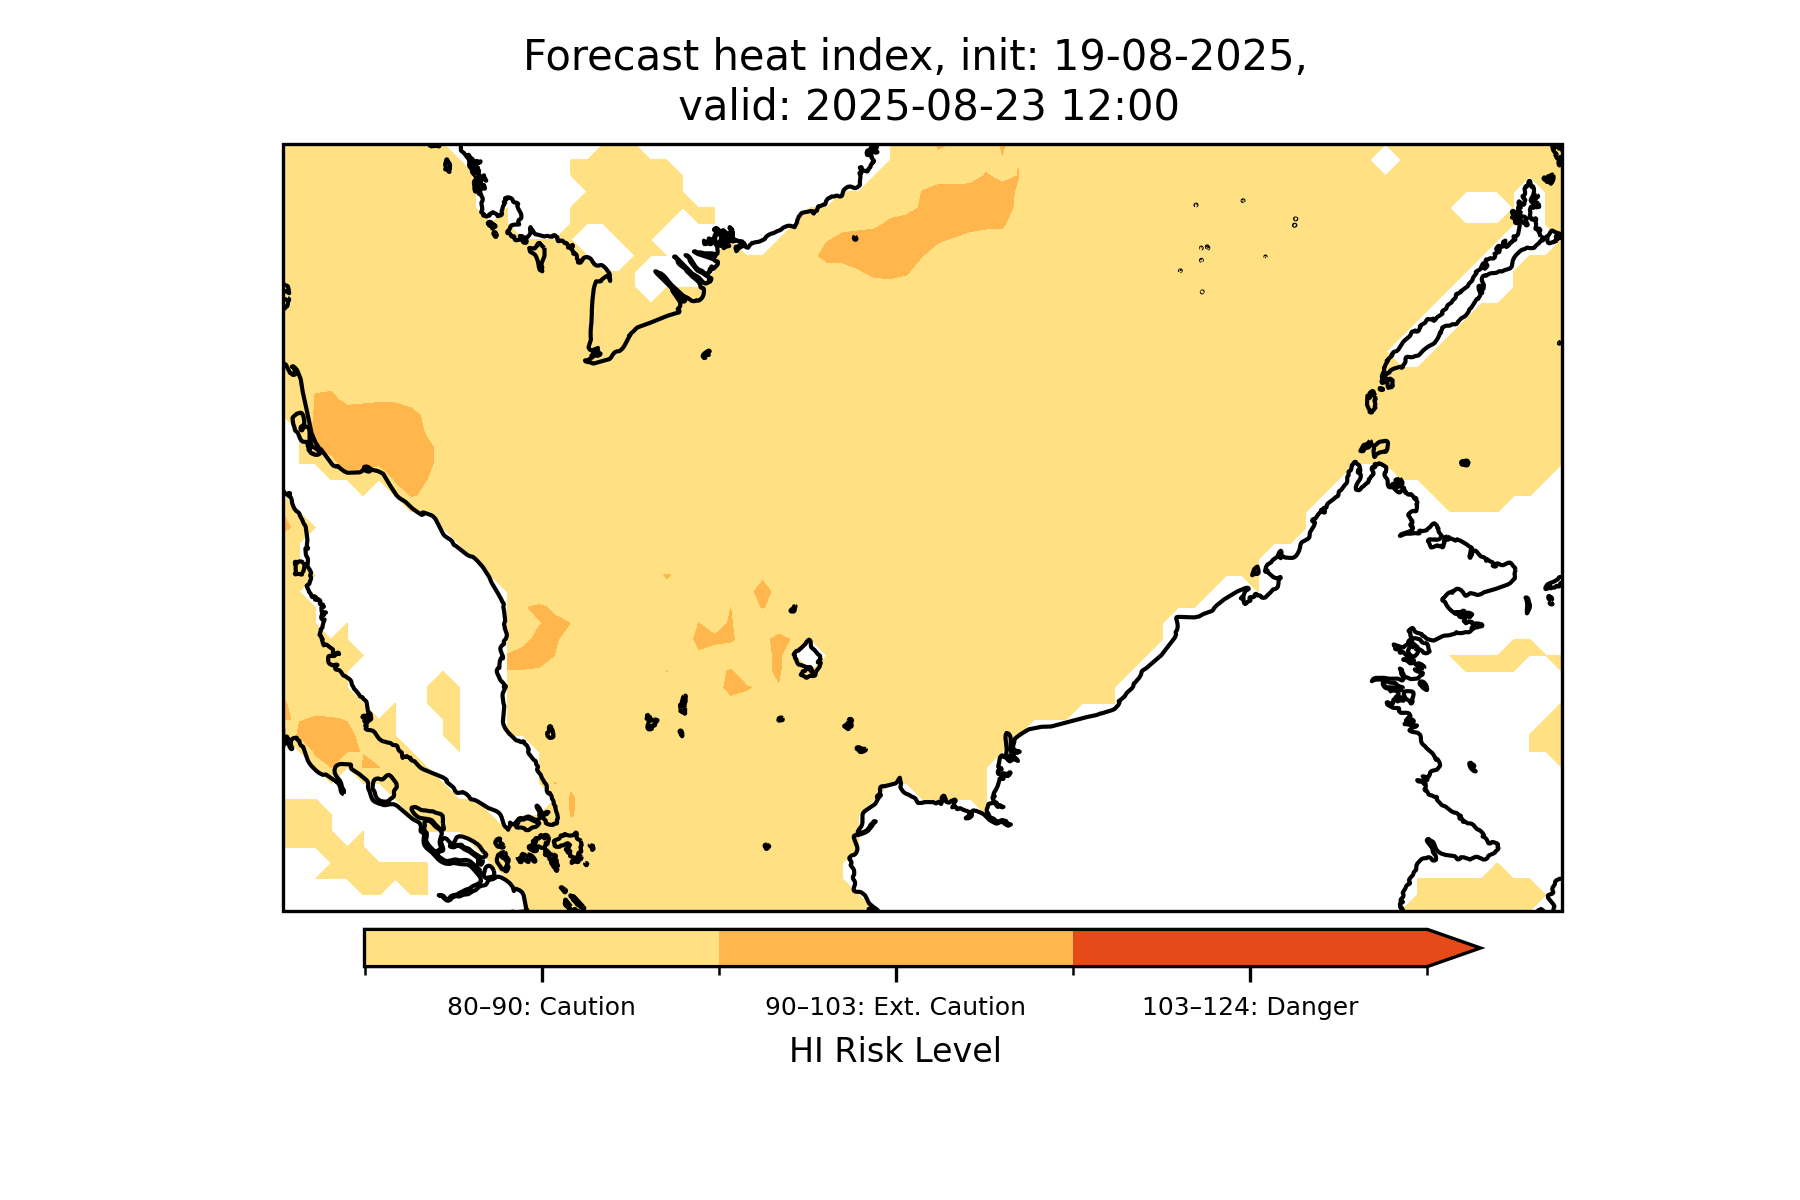 Forecast heat index, init: 19-08-2025,
valid: 2025-08-23 12:00
80–90: Caution
90–103: Ext. Caution
103–124: Danger
HI Risk Level